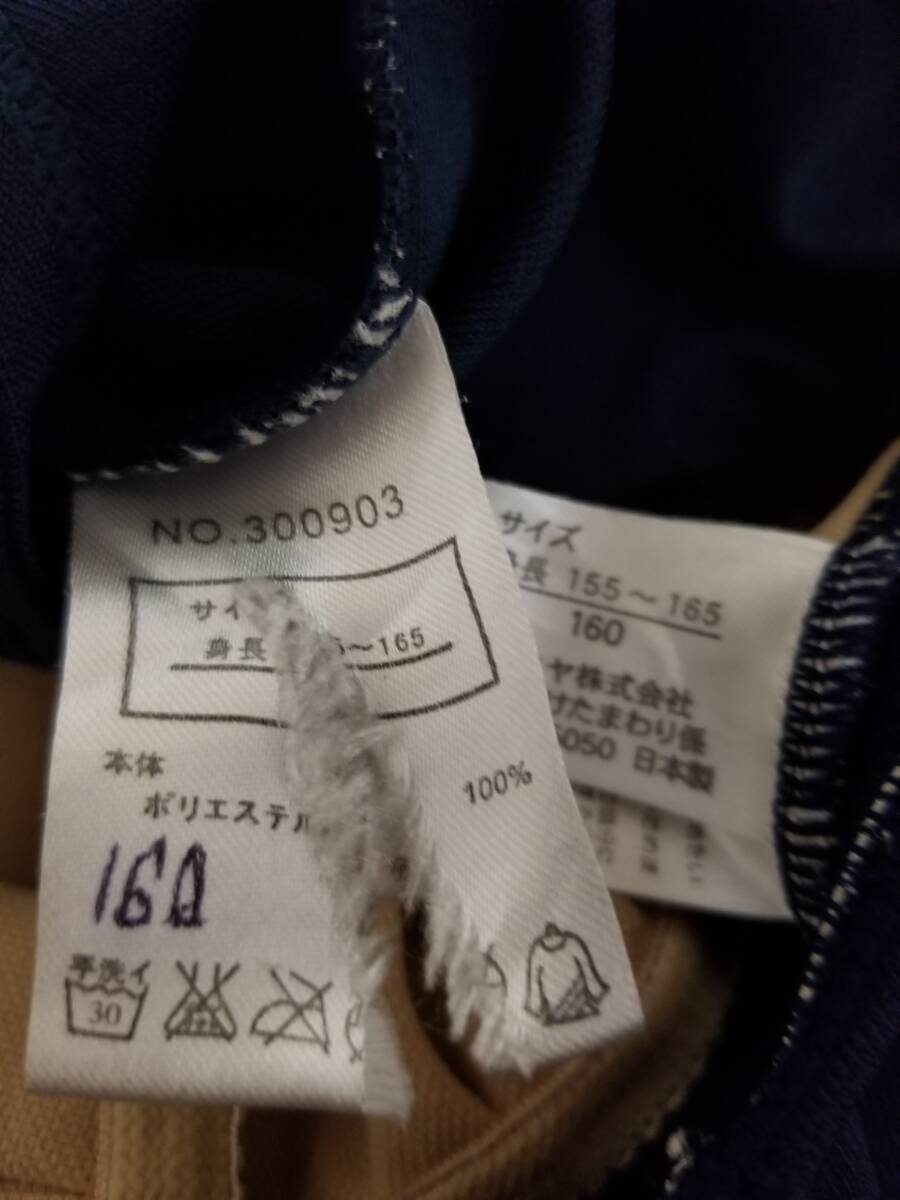 NO.300903
サイ
身長 5～165
本体
ポリエステル 100%
160
手洗イ
30
サイズ
長 155～165
160
ヤ株式会社
けたまわり係
5050 日本製